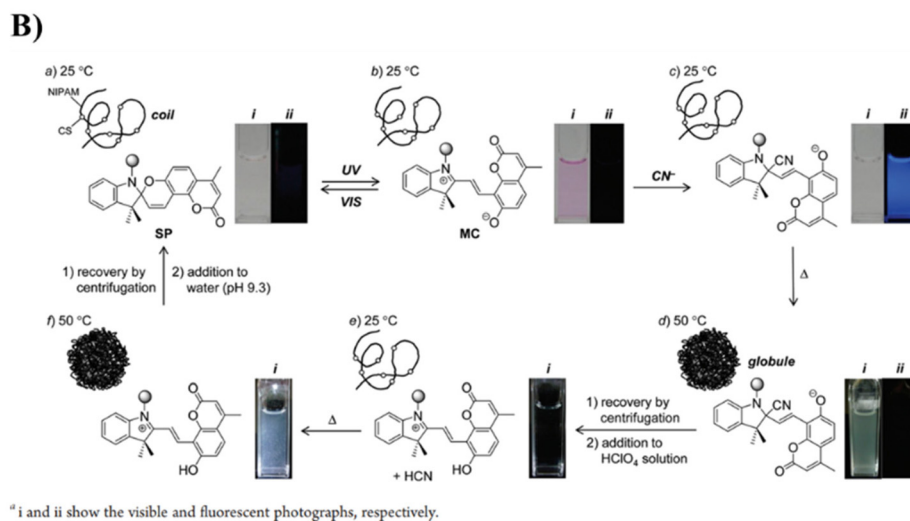 B)
a) 25 °C
NIPAM
CS
coil
i
ii
N
O
O
O
SP
UV
VIS
b) 25 °C
i
ii
O
O
N
⊕
O
⊖
MC
CN⁻
c) 25 °C
i
ii
N
CN
O
⊖
O
O
Δ
d) 50 °C
globule
i
ii
N
CN
O
⊖
O
O
1) recovery by
centrifugation
2) addition to
HClO₄ solution
e) 25 °C
i
O
O
N
⊕
HO
+ HCN
Δ
f) 50 °C
i
O
O
N
⊕
HO
1) recovery by
centrifugation
2) addition to
water (pH 9.3)
ᵃ i and ii show the visible and fluorescent photographs, respectively.